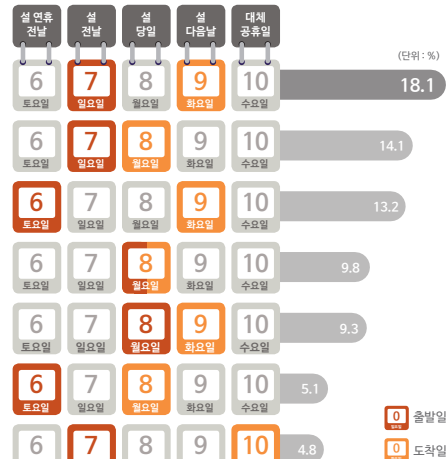 설 연휴 전날 설 전날 설 당일 설 다음날 대체 공휴일
(단위 : %)
6 7 8 9 10 18.1
토요일 일요일 월요일 화요일 수요일
6 7 8 9 10 14.1
토요일 일요일 월요일 화요일 수요일
6 7 8 9 10 13.2
토요일 일요일 월요일 화요일 수요일
6 7 8 9 10 9.8
토요일 일요일 월요일 화요일 수요일
6 7 8 9 10 9.3
토요일 일요일 월요일 화요일 수요일
6 7 8 9 10 5.1
토요일 일요일 월요일 화요일 수요일
0 출발일
6 7 8 9 10 4.8
0 도착일